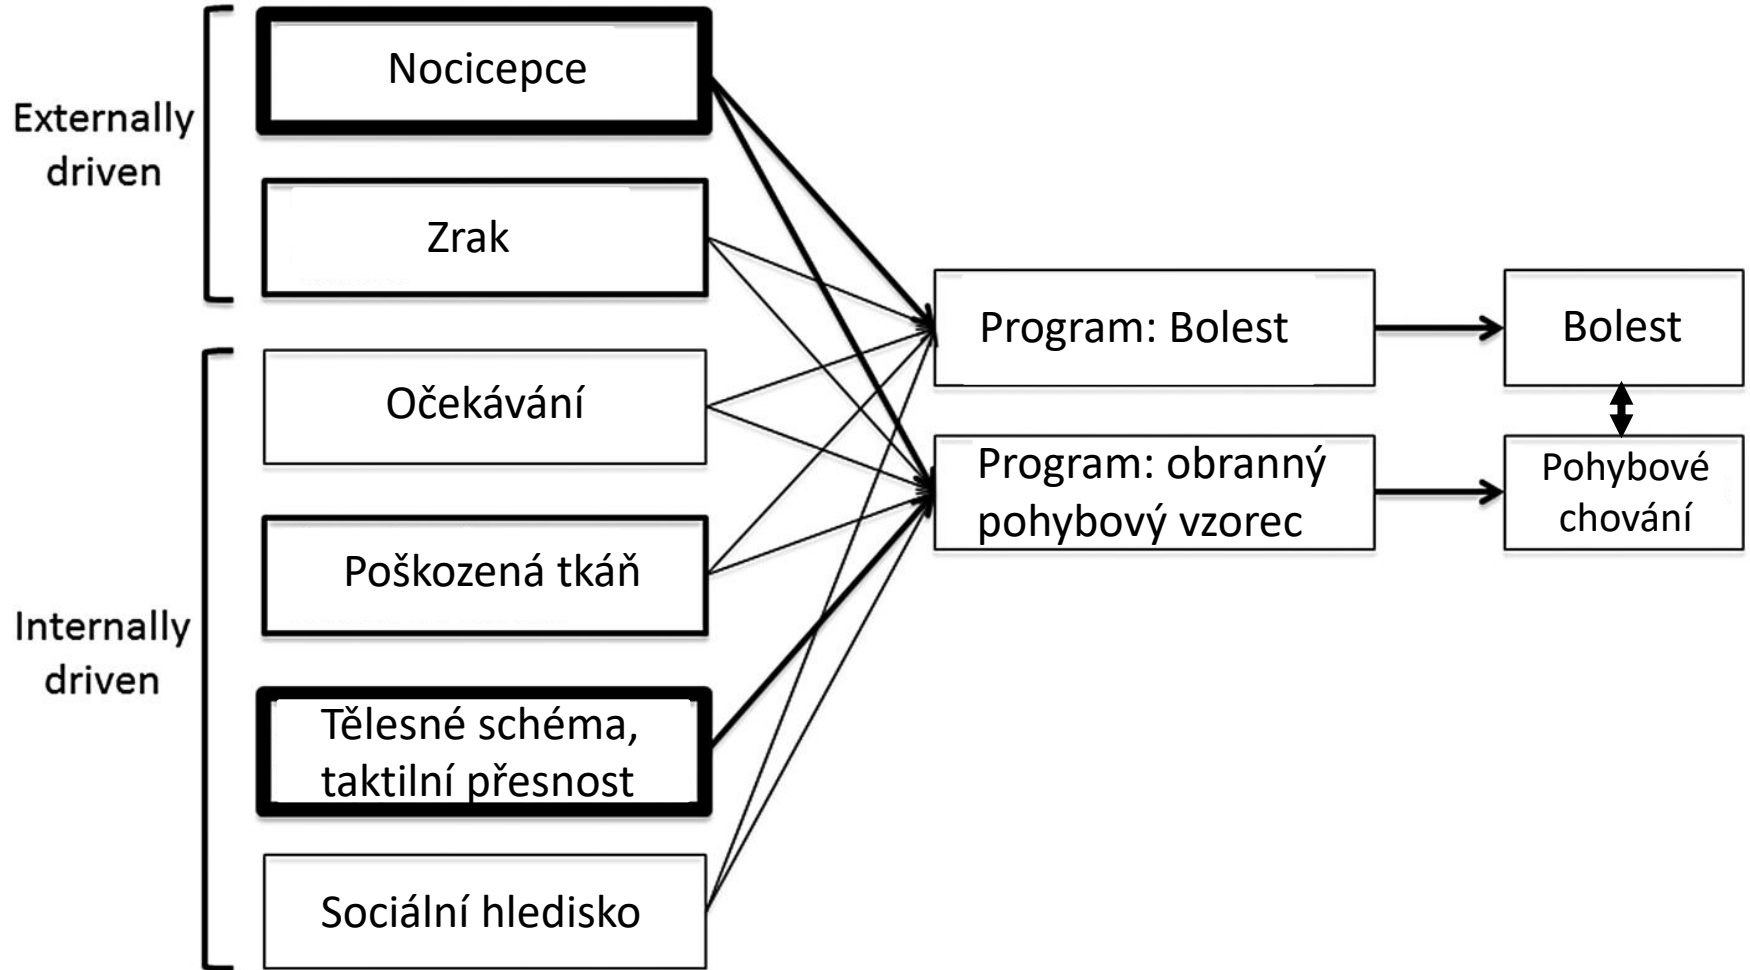 Externally
driven
Nocicepce
Zrak
Internally
driven
Očekávání
Poškozená tkáň
Tělesné schéma,
taktilní přesnost
Sociální hledisko
Program: Bolest
Program: obranný
pohybový vzorec
Bolest
Pohybové
chování